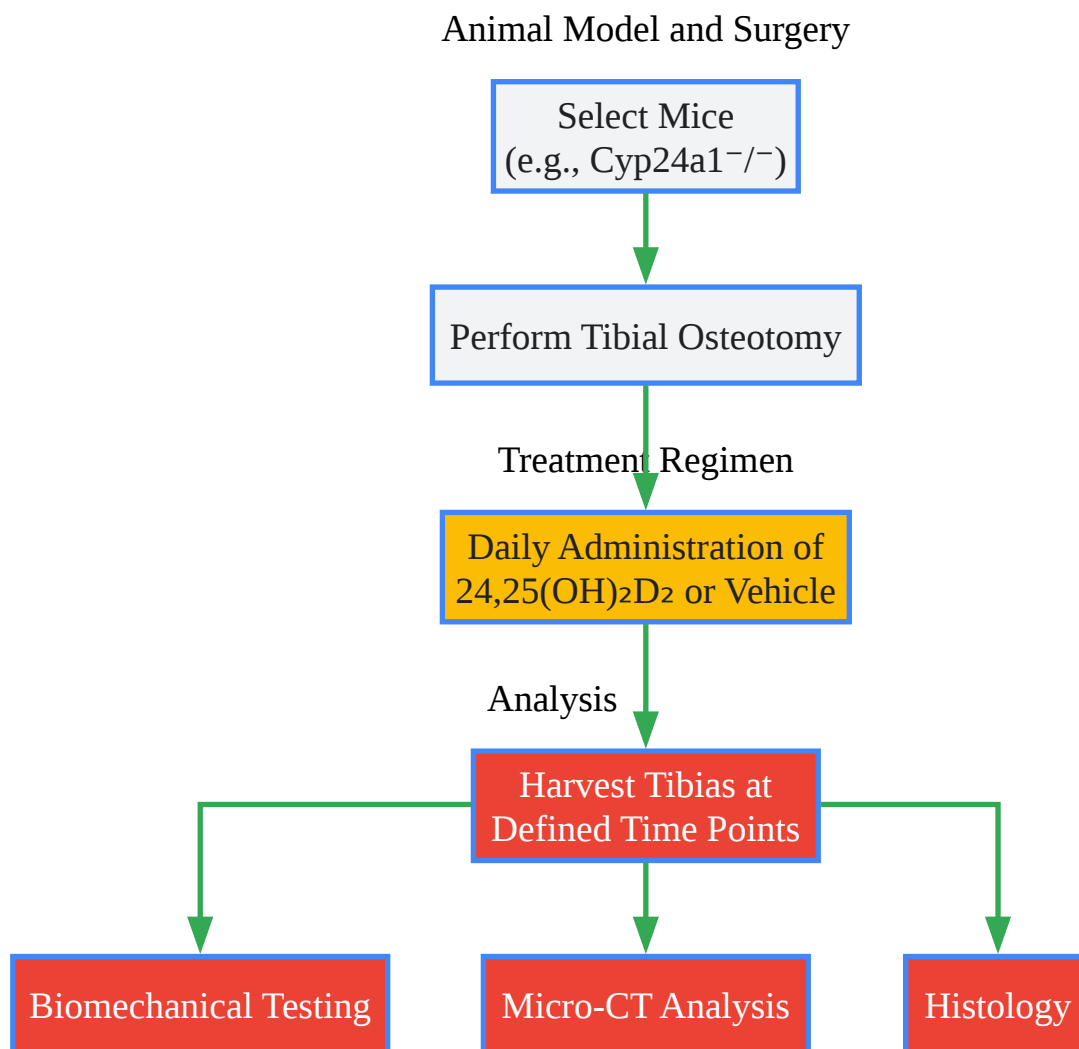 Animal Model and Surgery
Select Mice
(e.g., Cyp24a1⁻/⁻)
Perform Tibial Osteotomy
Treatment Regimen
Daily Administration of
24,25(OH)₂D₂ or Vehicle
Analysis
Harvest Tibias at
Defined Time Points
Biomechanical Testing
Micro-CT Analysis
Histology